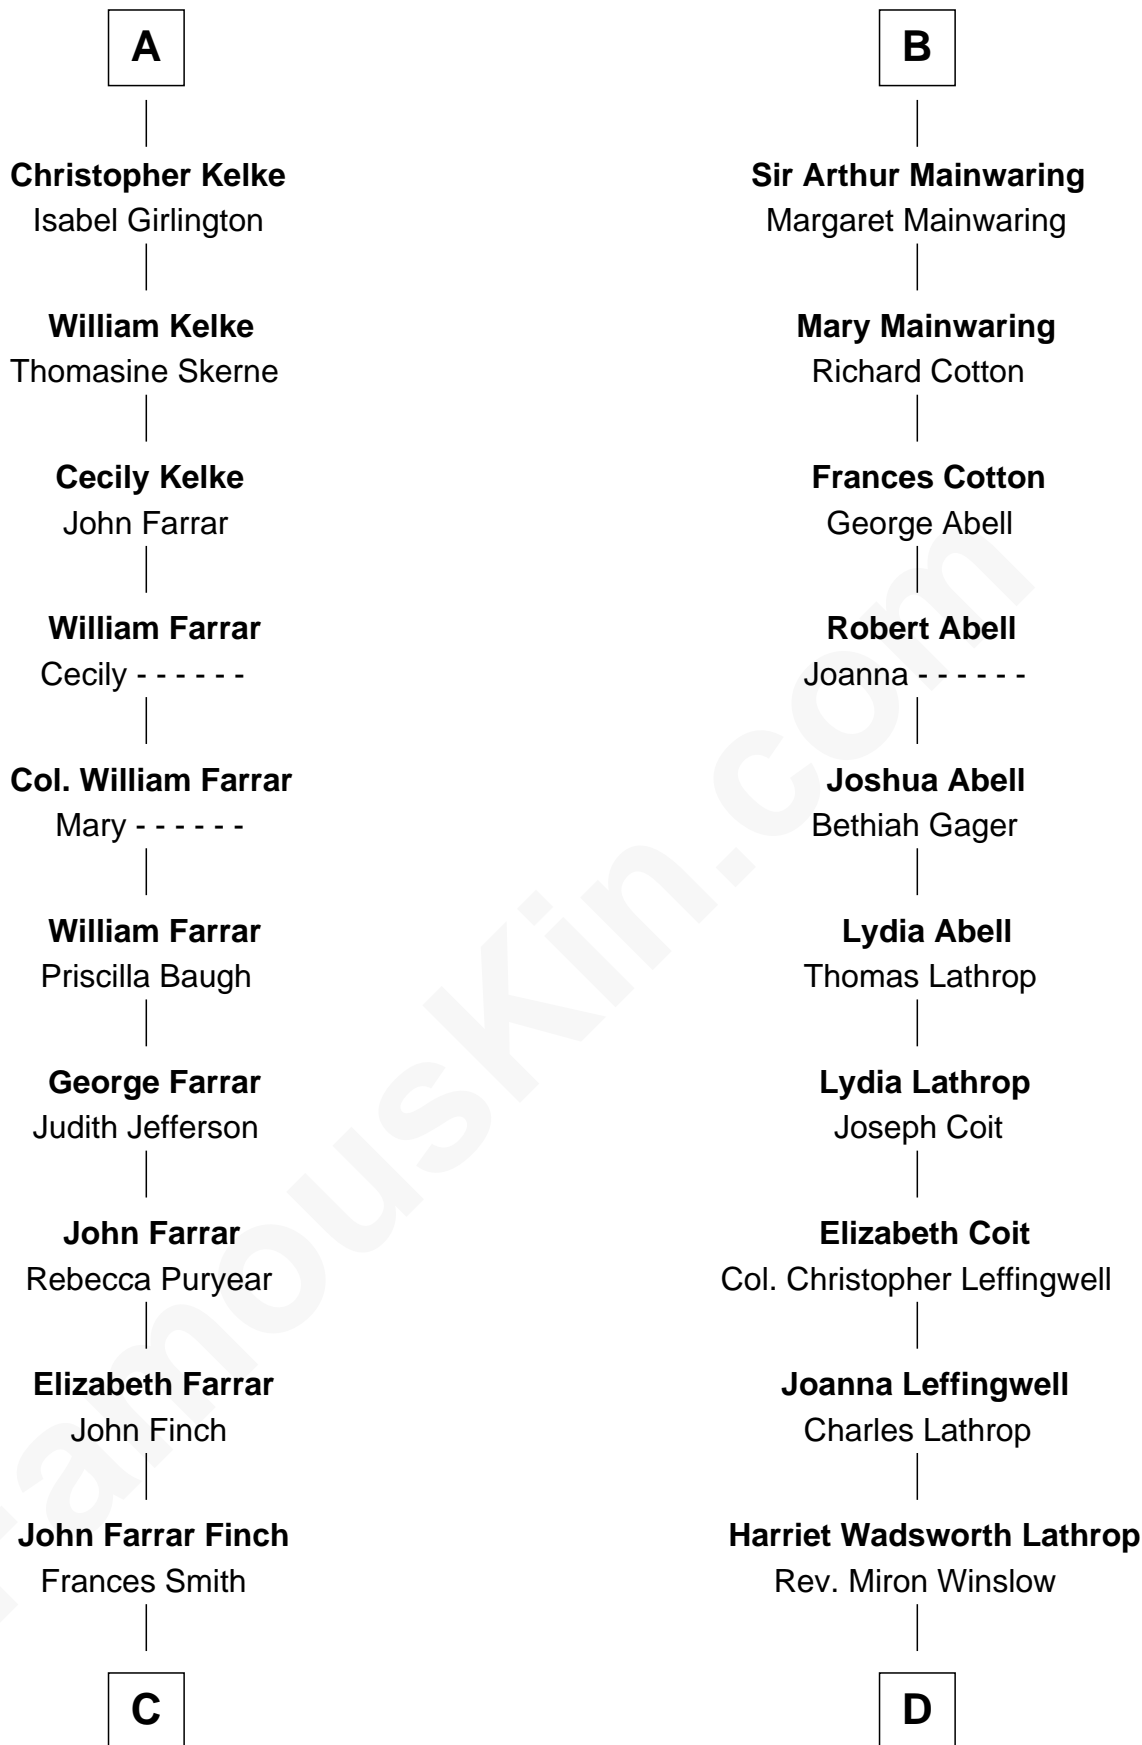 A
Christopher Kelke
Isabel Girlington
William Kelke
Thomasine Skerne
Cecily Kelke
John Farrar
William Farrar
Cecily - - - - - -
Col. William Farrar
Mary - - - - - -
William Farrar
Priscilla Baugh
George Farrar
Judith Jefferson
John Farrar
Rebecca Puryear
Elizabeth Farrar
John Finch
John Farrar Finch
Frances Smith
C
B
Sir Arthur Mainwaring
Margaret Mainwaring
Mary Mainwaring
Richard Cotton
Frances Cotton
George Abell
Robert Abell
Joanna - - - - - -
Joshua Abell
Bethiah Gager
Lydia Abell
Thomas Lathrop
Lydia Lathrop
Joseph Coit
Elizabeth Coit
Col. Christopher Leffingwell
Joanna Leffingwell
Charles Lathrop
Harriet Wadsworth Lathrop
Rev. Miron Winslow
D
FamousKin.com